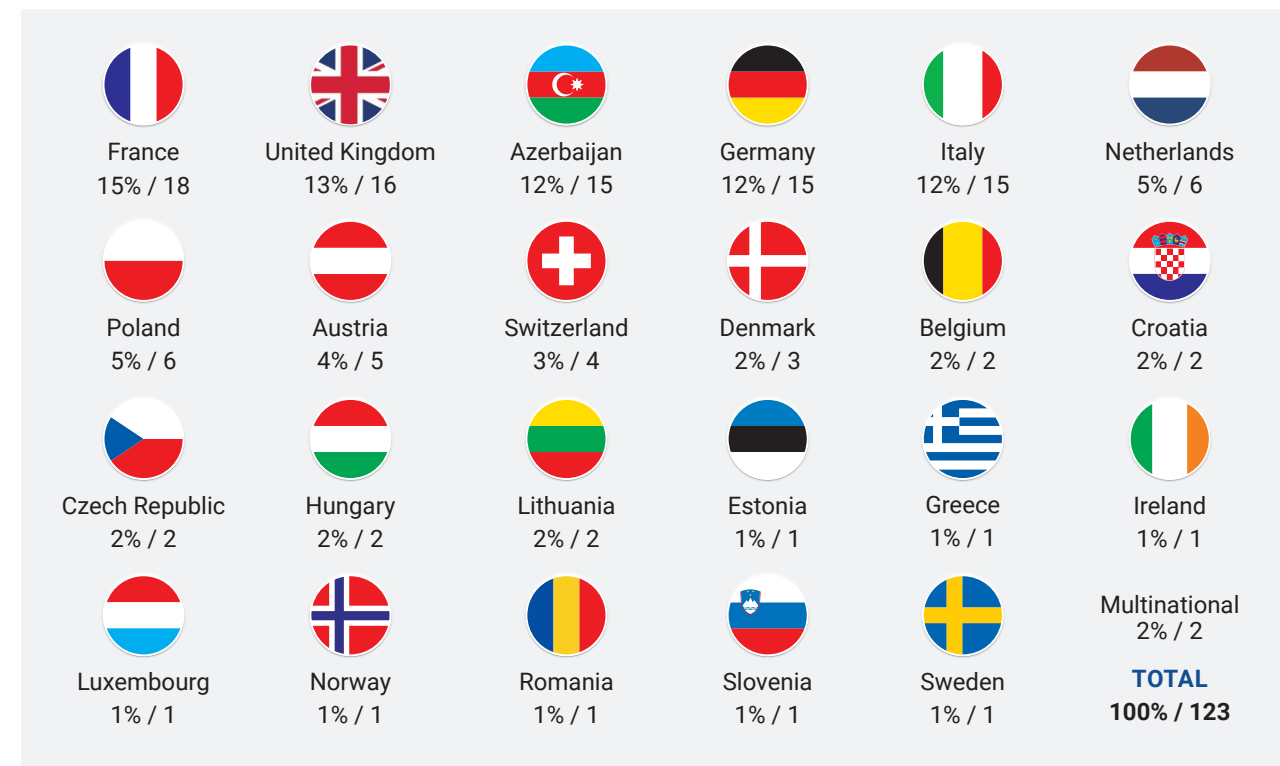 France
15% / 18
United Kingdom
13% / 16
Azerbaijan
12% / 15
Germany
12% / 15
Italy
12% / 15
Netherlands
5% / 6
Poland
5% / 6
Austria
4% / 5
Switzerland
3% / 4
Denmark
2% / 3
Belgium
2% / 2
Croatia
2% / 2
Czech Republic
2% / 2
Hungary
2% / 2
Lithuania
2% / 2
Estonia
1% / 1
Greece
1% / 1
Ireland
1% / 1
Luxembourg
1% / 1
Norway
1% / 1
Romania
1% / 1
Slovenia
1% / 1
Sweden
1% / 1
Multinational
2% / 2
TOTAL
100% / 123